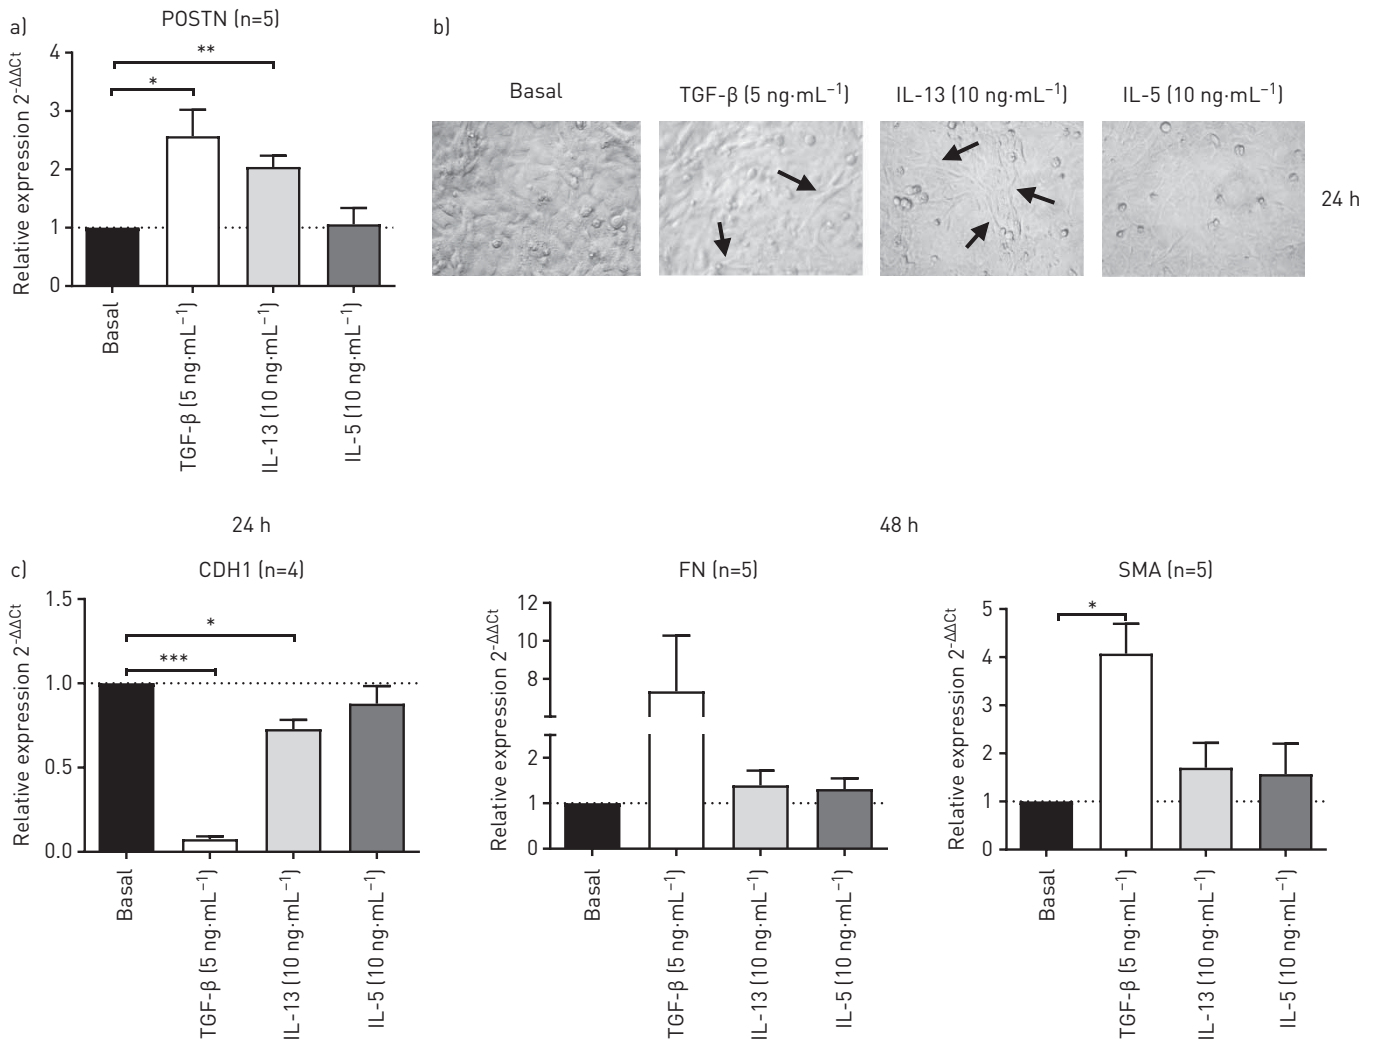 a)
POSTN (n=5)
Relative expression 2-ΔΔCt
4
3
2
1
0
*
**
Basal
TGF-β (5 ng·mL–1)
IL-13 (10 ng·mL–1)
IL-5 (10 ng·mL–1)
b)
Basal
TGF-β (5 ng·mL–1)
IL-13 (10 ng·mL–1)
IL-5 (10 ng·mL–1)
24 h
24 h
48 h
c)
CDH1 (n=4)
Relative expression 2-ΔΔCt
1.5
1.0
0.5
0.0
*
***
Basal
TGF-β (5 ng·mL–1)
IL-13 (10 ng·mL–1)
IL-5 (10 ng·mL–1)
FN (n=5)
Relative expression 2-ΔΔCt
12
10
8
2
1
0
Basal
TGF-β (5 ng·mL–1)
IL-13 (10 ng·mL–1)
IL-5 (10 ng·mL–1)
SMA (n=5)
Relative expression 2-ΔΔCt
5
4
3
2
1
0
*
Basal
TGF-β (5 ng·mL–1)
IL-13 (10 ng·mL–1)
IL-5 (10 ng·mL–1)